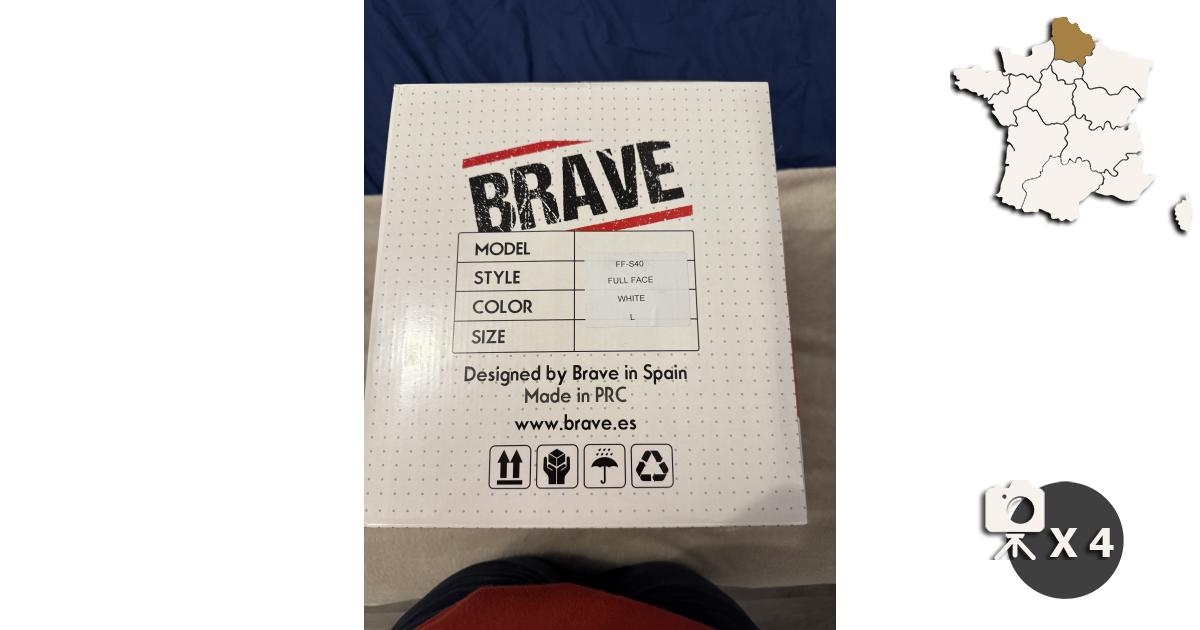 BRAVE
MODEL
FF-S40
STYLE
FULL FACE
COLOR
WHITE
SIZE
L
Designed by Brave in Spain
Made in PRC
www.brave.es
X 4